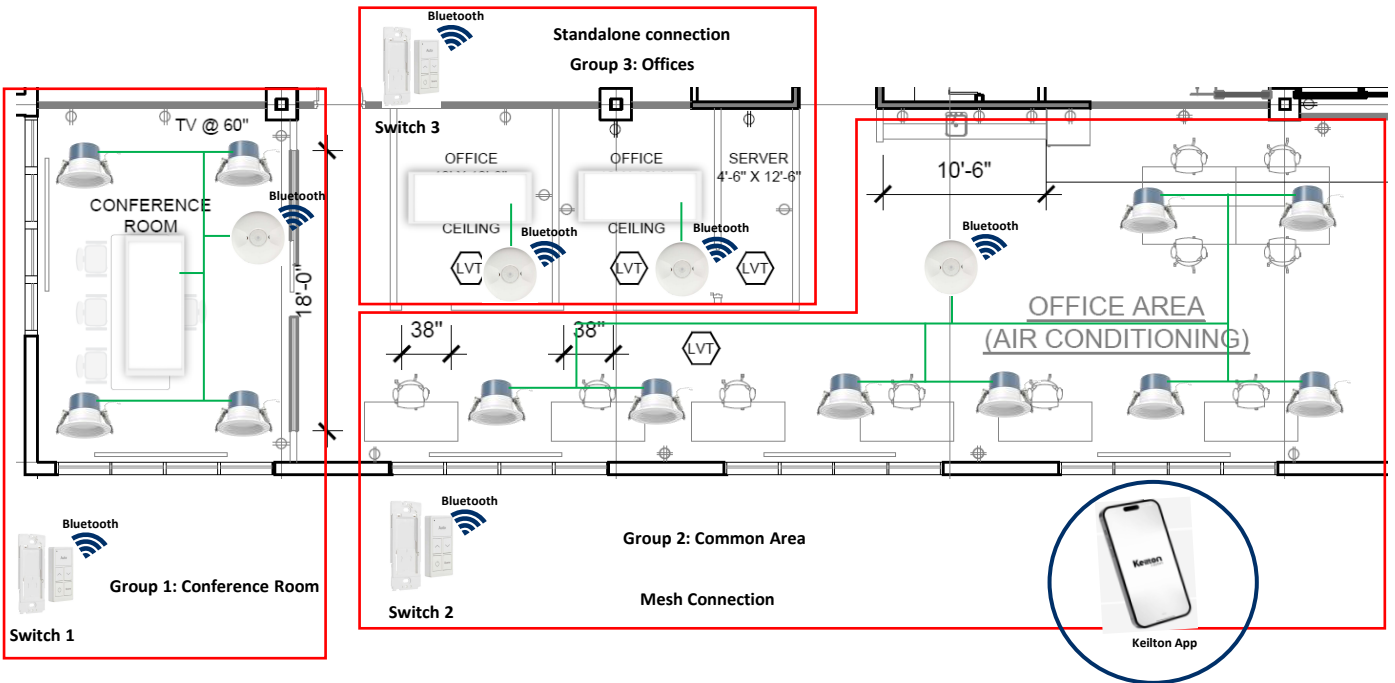 Bluetooth
Standalone connection
Group 3: Offices
Switch 3
TV @ 60"
CONFERENCE
ROOM
Bluetooth
18'-0"
OFFICE
CEILING
Bluetooth
LVT
OFFICE
CEILING
Bluetooth
LVT
SERVER
4'-6" X 12'-6"
LVT
10'-6"
Bluetooth
OFFICE AREA
(AIR CONDITIONING)
38"
38"
LVT
Bluetooth
Group 1: Conference Room
Switch 1
Bluetooth
Group 2: Common Area
Mesh Connection
Switch 2
Keilton
Keilton App